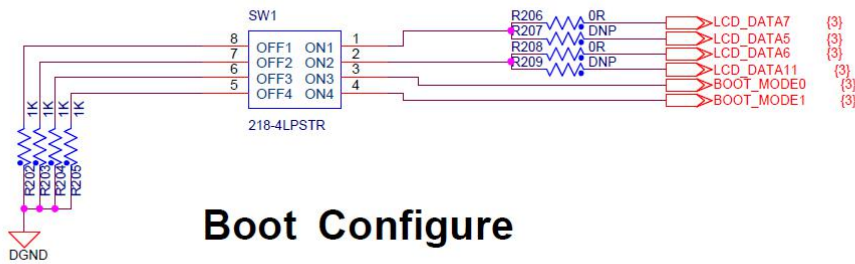 SW1
R206 0R LCD_DATA7 {3}
8 OFF1 ON1 1 R207 DNP LCD_DATA5 {3}
7 OFF2 ON2 2 R208 0R LCD_DATA6 {3}
6 OFF3 ON3 3 R209 DNP LCD_DATA11 {3}
5 OFF4 ON4 4 BOOT_MODE0 {3}
BOOT_MODE1 {3}
1K 1K 1K 1K
218-4LPSTR
R202 R203 R204 R205
Boot Configure
DGND